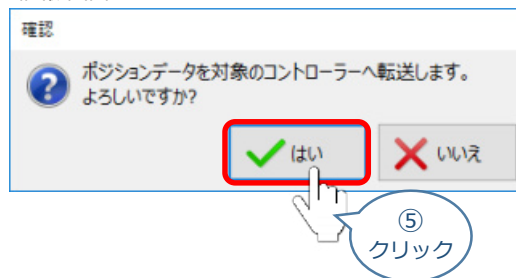 確認
ポジションデータを対象のコントローラーへ転送します。
よろしいですか?
はい
いいえ
⑤
クリック